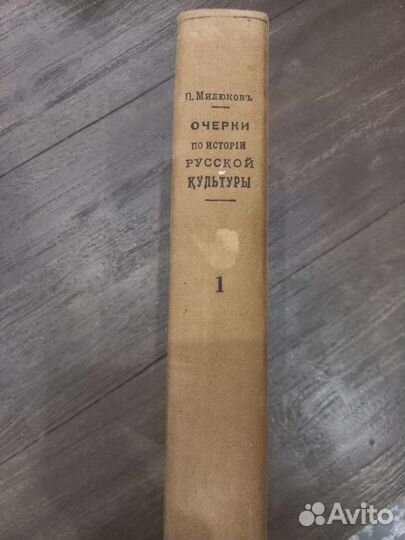 П. Милюковъ
ОЧЕРКИ
ПО ИСТОРІИ
РУССКОЙ
КУЛЬТУРЫ
1
Avito